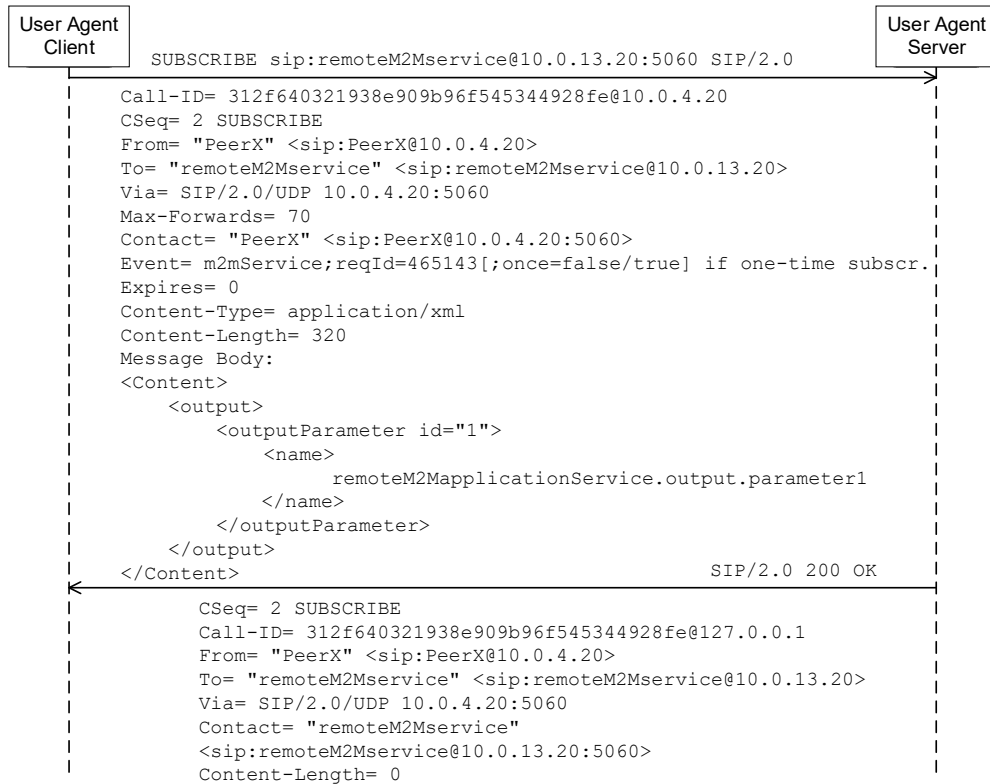 User Agent
Client
User Agent
Server
SUBSCRIBE sip:remoteM2Mservice@10.0.13.20:5060 SIP/2.0
Call-ID= 312f640321938e909b96f545344928fe@10.0.4.20
CSeq= 2 SUBSCRIBE
From= "PeerX" <sip:PeerX@10.0.4.20>
To= "remoteM2Mservice" <sip:remoteM2Mservice@10.0.13.20>
Via= SIP/2.0/UDP 10.0.4.20:5060
Max-Forwards= 70
Contact= "PeerX" <sip:PeerX@10.0.4.20:5060>
Event= m2mService;reqId=465143[;once=false/true] if one-time subscr.
Expires= 0
Content-Type= application/xml
Content-Length= 320
Message Body:
<Content>
<output>
<outputParameter id="1">
<name>
remoteM2MapplicationService.output.parameter1
</name>
</outputParameter>
</output>
</Content>
SIP/2.0 200 OK
CSeq= 2 SUBSCRIBE
Call-ID= 312f640321938e909b96f545344928fe@127.0.0.1
From= "PeerX" <sip:PeerX@10.0.4.20>
To= "remoteM2Mservice" <sip:remoteM2Mservice@10.0.13.20>
Via= SIP/2.0/UDP 10.0.4.20:5060
Contact= "remoteM2Mservice"
<sip:remoteM2Mservice@10.0.13.20:5060>
Content-Length= 0